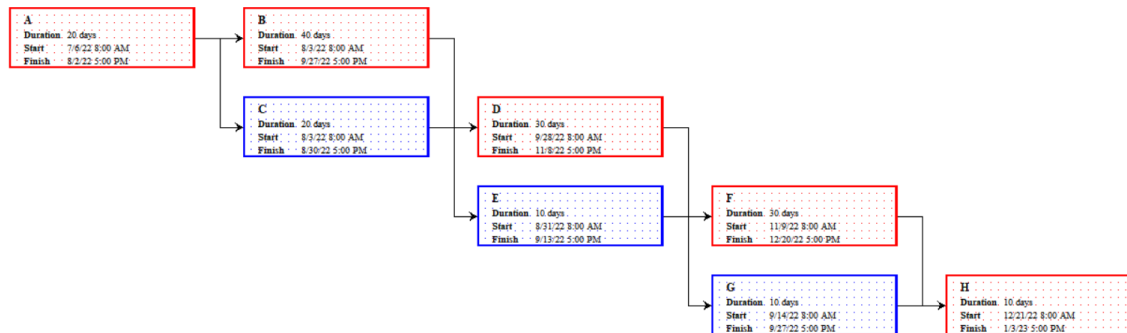 A
Duration 20 days
Start 7/6/22 8:00 AM
Finish 8/2/22 5:00 PM
B
Duration 40 days
Start 8/3/22 8:00 AM
Finish 9/27/22 5:00 PM
C
Duration 20 days
Start 8/3/22 8:00 AM
Finish 8/30/22 5:00 PM
D
Duration 30 days
Start 9/28/22 8:00 AM
Finish 11/8/22 5:00 PM
E
Duration 10 days
Start 8/31/22 8:00 AM
Finish 9/13/22 5:00 PM
F
Duration 30 days
Start 11/9/22 8:00 AM
Finish 12/20/22 5:00 PM
G
Duration 10 days
Start 9/14/22 8:00 AM
Finish 9/27/22 5:00 PM
H
Duration 10 days
Start 12/21/22 8:00 AM
Finish 1/3/23 5:00 PM